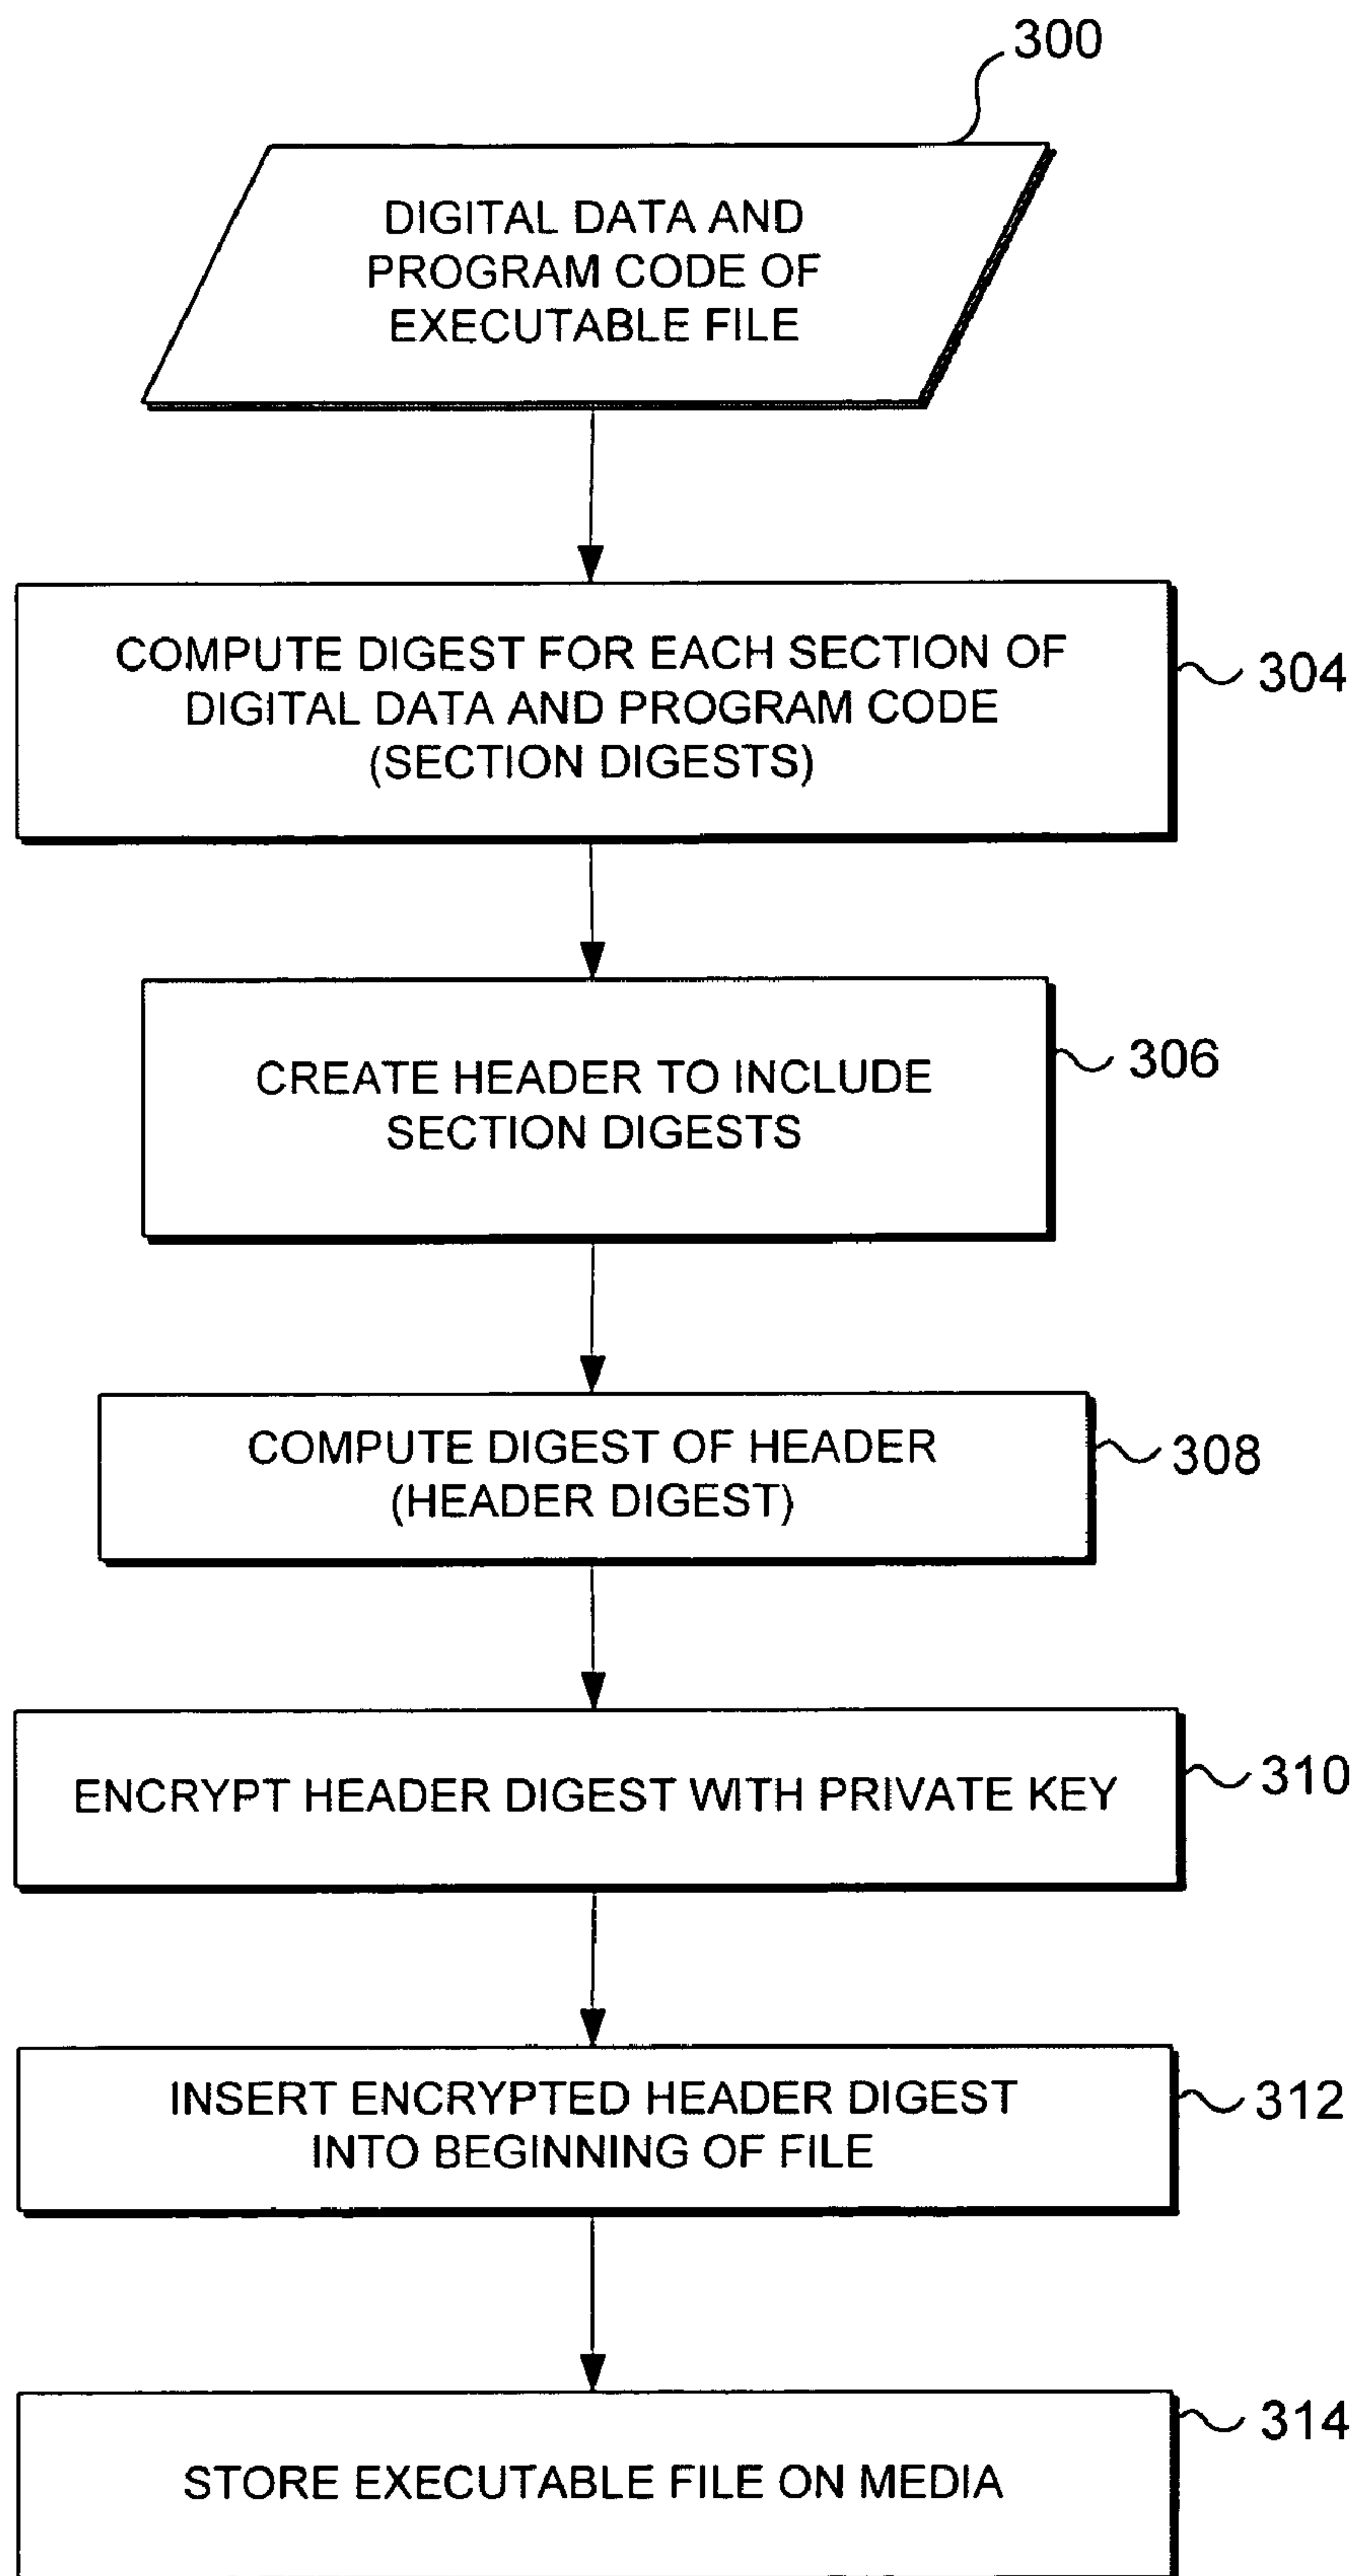 300
DIGITAL DATA AND
PROGRAM CODE OF
EXECUTABLE FILE
COMPUTE DIGEST FOR EACH SECTION OF
DIGITAL DATA AND PROGRAM CODE
(SECTION DIGESTS)
304
CREATE HEADER TO INCLUDE
SECTION DIGESTS
306
COMPUTE DIGEST OF HEADER
(HEADER DIGEST)
308
ENCRYPT HEADER DIGEST WITH PRIVATE KEY
310
INSERT ENCRYPTED HEADER DIGEST
INTO BEGINNING OF FILE
312
STORE EXECUTABLE FILE ON MEDIA
314